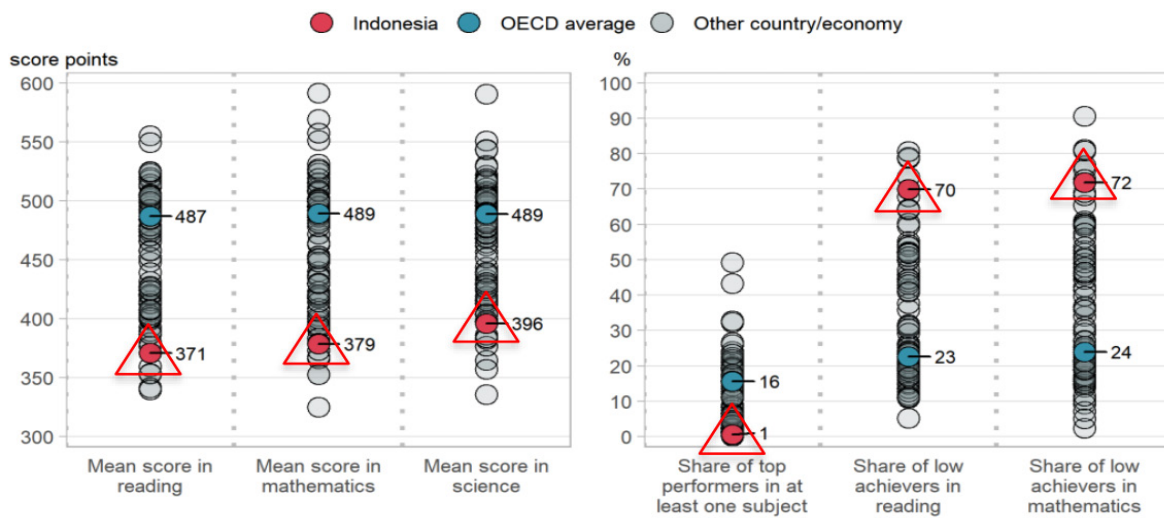 Indonesia OECD average Other country/economy
score points
600
550
500
450
400
350
300
487
371
489
379
489
396
Mean score in
reading
Mean score in
mathematics
Mean score in
science
%
100
90
80
70
60
50
40
30
20
10
0
16
1
70
23
72
24
Share of top
performers in at
least one subject
Share of low
achievers in
reading
Share of low
achievers in
mathematics